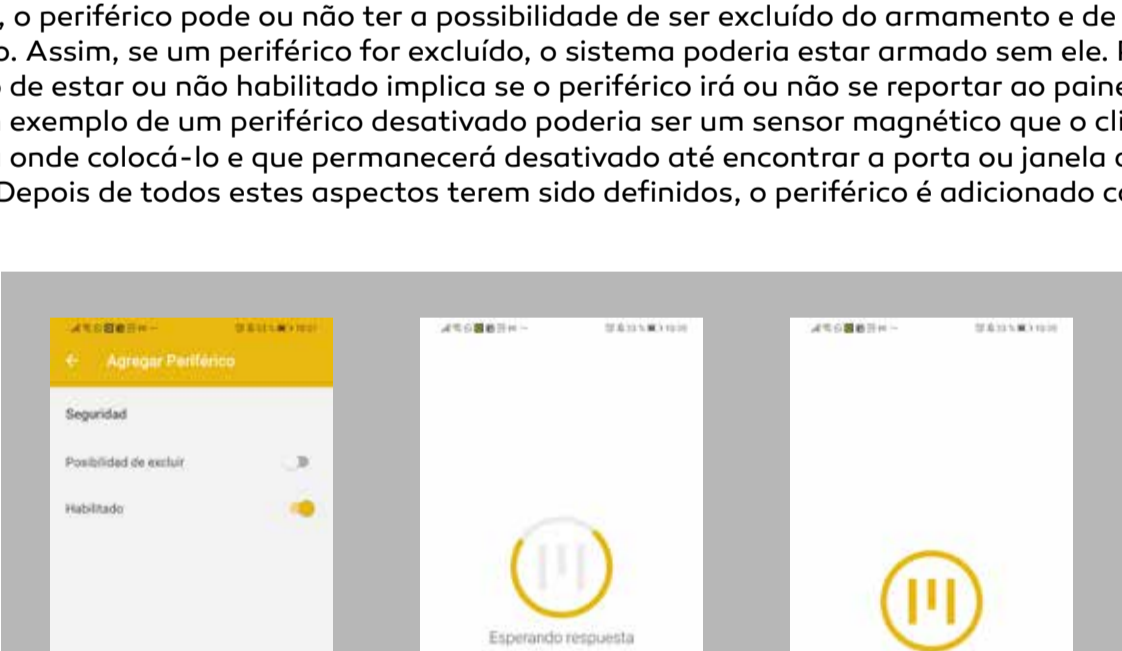 , o periférico pode ou não ter a possibilidade de ser excluído do armamento e de
o. Assim, se um periférico for excluído, o sistema poderia estar armado sem ele.
de estar ou não habilitado implica se o periférico irá ou não se reportar ao paine
exemplo de um periférico desativado poderia ser um sensor magnético que o cli
onde colocá-lo e que permanecerá desativado até encontrar a porta ou janela
Depois de todos estes aspectos terem sido definidos, o periférico é adicionado co
Agregar Periférico
Seguridad
Posibilidad de excluir
Habilitado
Esperando respuesta